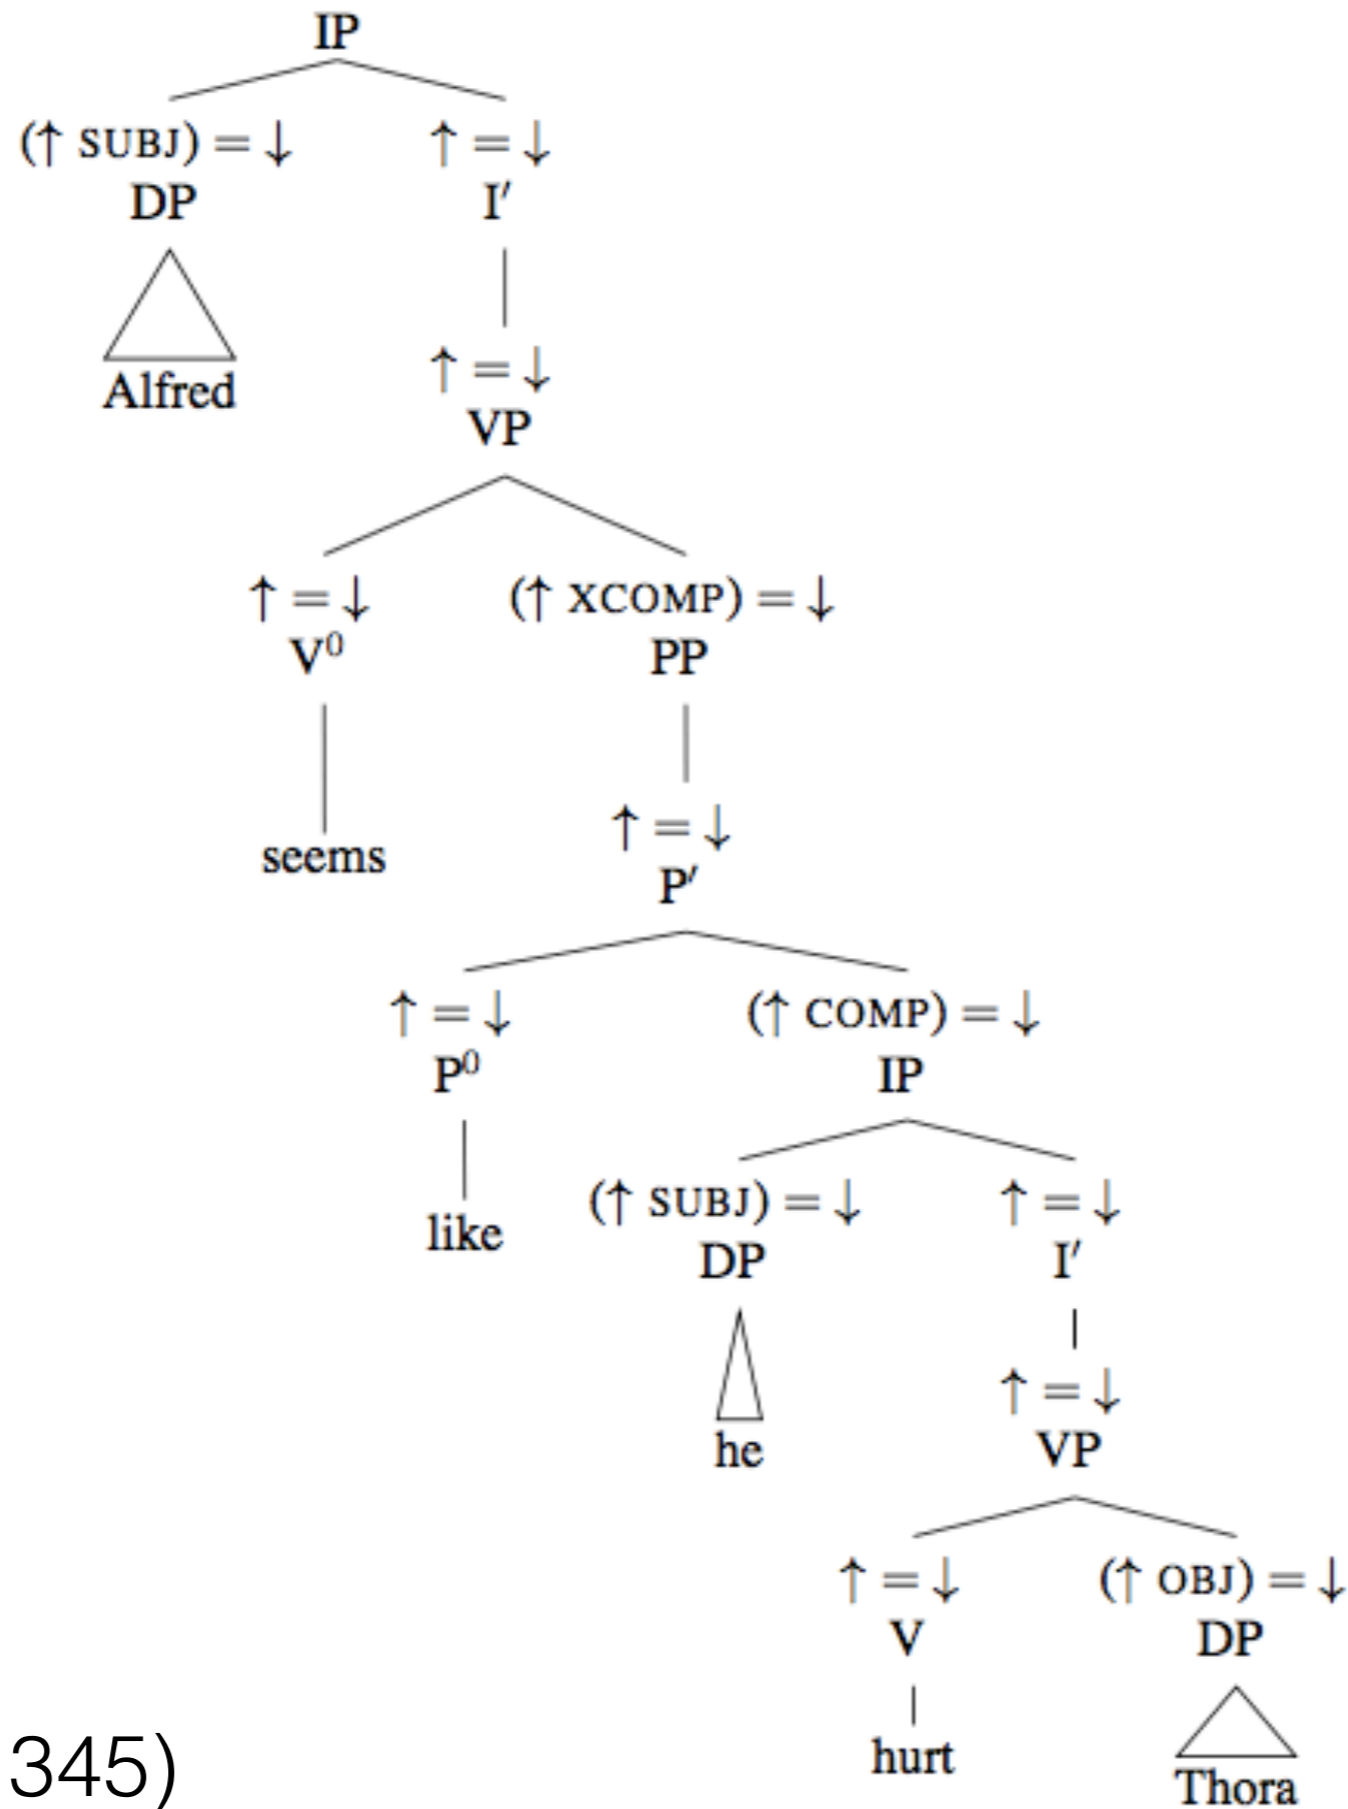 IP
(↑ SUBJ) = ↓ ↑ = ↓
DP I′
↑ = ↓
Alfred
VP
↑ = ↓ (↑ XCOMP) = ↓
V⁰ PP
↑ = ↓
seems
P′
↑ = ↓ (↑ COMP) = ↓
P⁰ IP
(↑ SUBJ) = ↓ ↑ = ↓
like
DP I′
↑ = ↓
he VP
↑ = ↓ (↑ OBJ) = ↓
V DP
hurt
345)
Thora